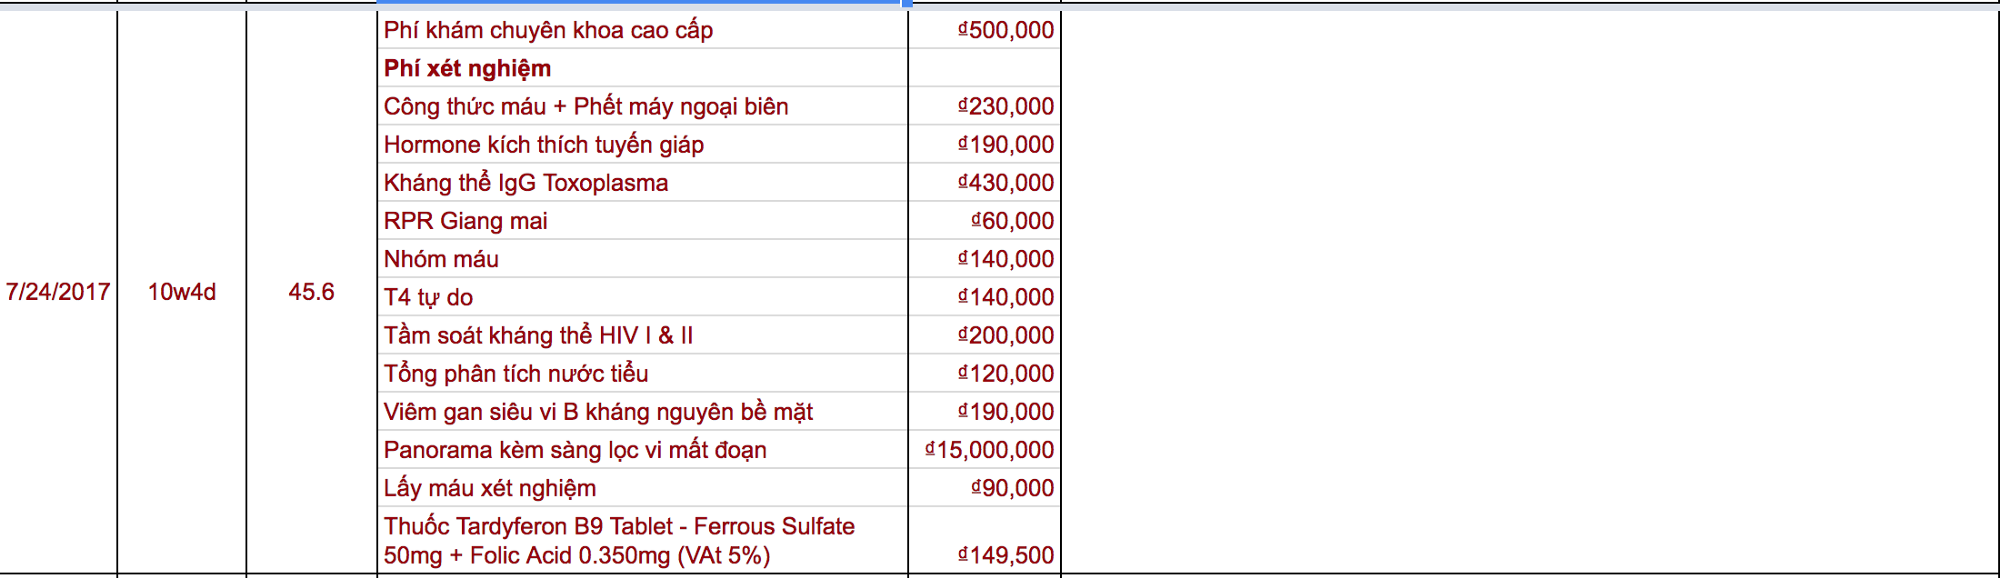 Phí khám chuyên khoa cao cấp ₫500,000
Phí xét nghiệm
Công thức máu + Phết máy ngoại biên ₫230,000
Hormone kích thích tuyến giáp ₫190,000
Kháng thể IgG Toxoplasma ₫430,000
RPR Giang mai ₫60,000
Nhóm máu ₫140,000
7/24/2017 10w4d 45.6
T4 tự do ₫140,000
Tầm soát kháng thể HIV I & II ₫200,000
Tổng phân tích nước tiểu ₫120,000
Viêm gan siêu vi B kháng nguyên bề mặt ₫190,000
Panorama kèm sàng lọc vi mất đoạn ₫15,000,000
Lấy máu xét nghiệm ₫90,000
Thuốc Tardyferon B9 Tablet - Ferrous Sulfate
50mg + Folic Acid 0.350mg (VAt 5%) ₫149,500